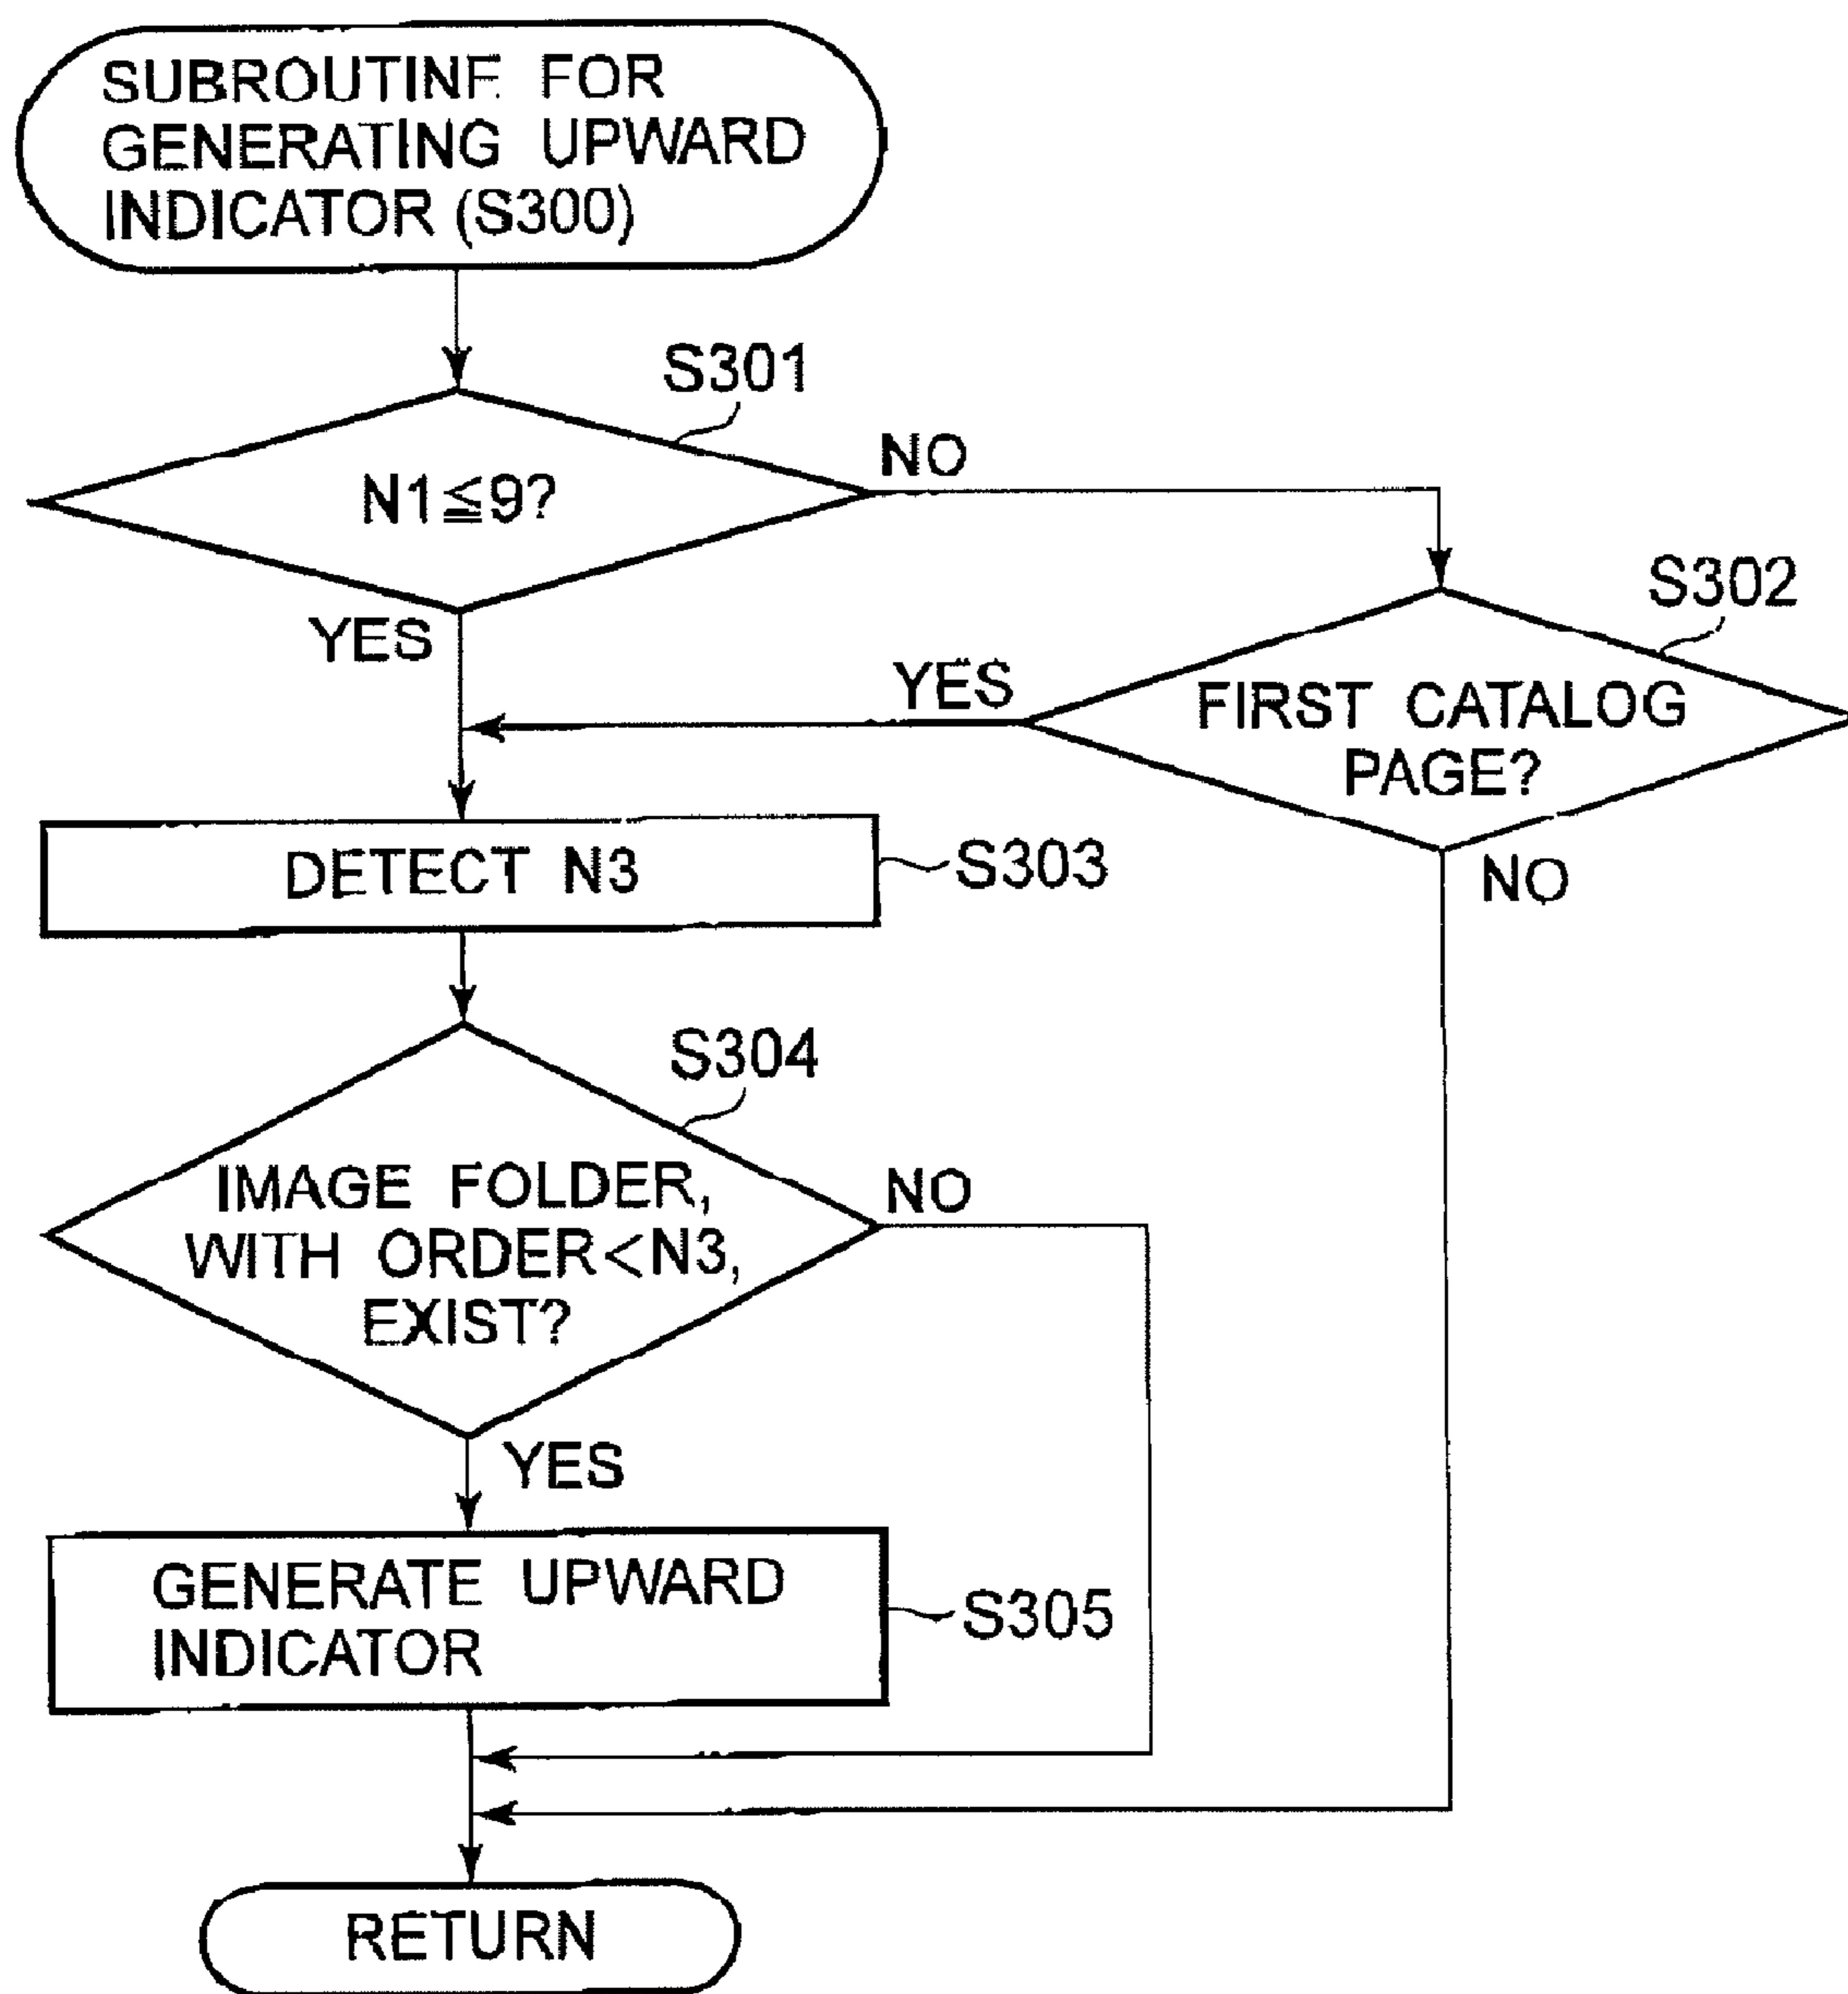 SUBROUTINE FOR
GENERATING UPWARD
INDICATOR (S300)
S301
N1≦9?
NO
YES
S302
FIRST CATALOG
PAGE?
YES
NO
DETECT N3
S303
S304
IMAGE FOLDER,
WITH ORDER<N3,
EXIST?
NO
YES
GENERATE UPWARD
INDICATOR
S305
RETURN